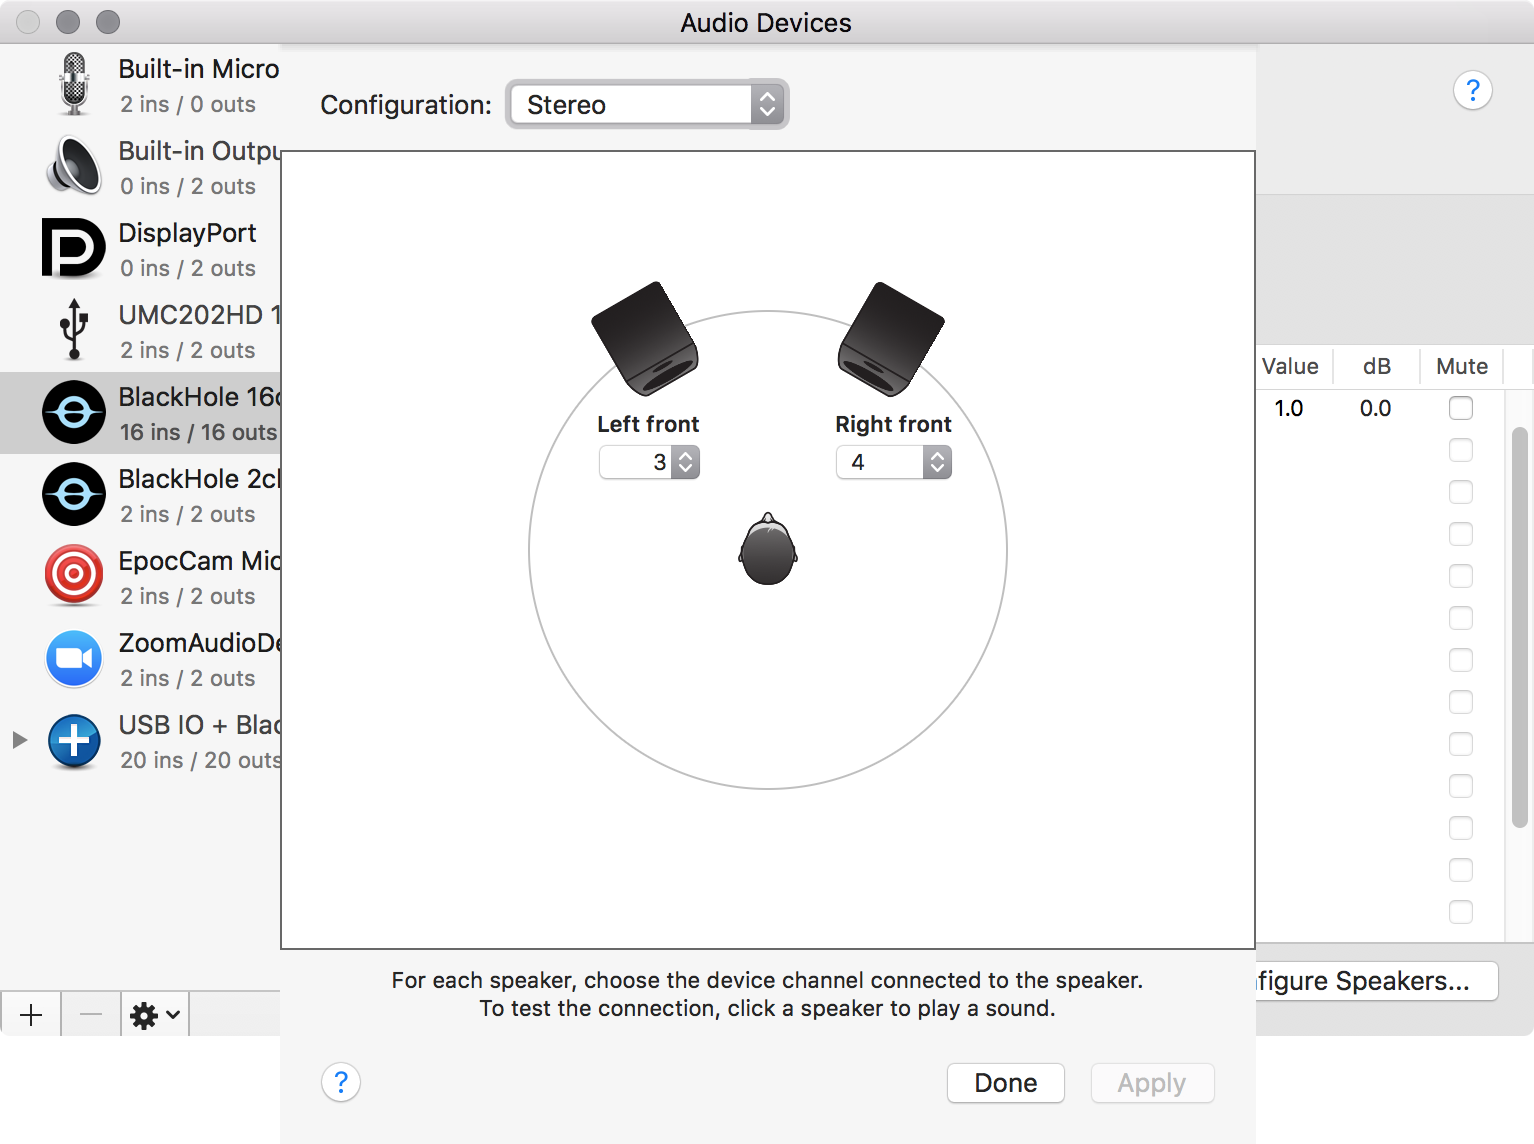 Audio Devices
Built-in Micro
2 ins / 0 outs
Built-in Outpu
0 ins / 2 outs
DisplayPort
0 ins / 2 outs
UMC202HD 1
2 ins / 2 outs
BlackHole 16c
16 ins / 16 outs
BlackHole 2cl
2 ins / 2 outs
EpocCam Mic
2 ins / 2 outs
ZoomAudioDe
2 ins / 2 outs
USB IO + Blac
20 ins / 20 outs
Configuration: Stereo
?
Left front
3
Right front
4
Value dB Mute
1.0 0.0
For each speaker, choose the device channel connected to the speaker.
To test the connection, click a speaker to play a sound.
figure Speakers...
?
Done
Apply